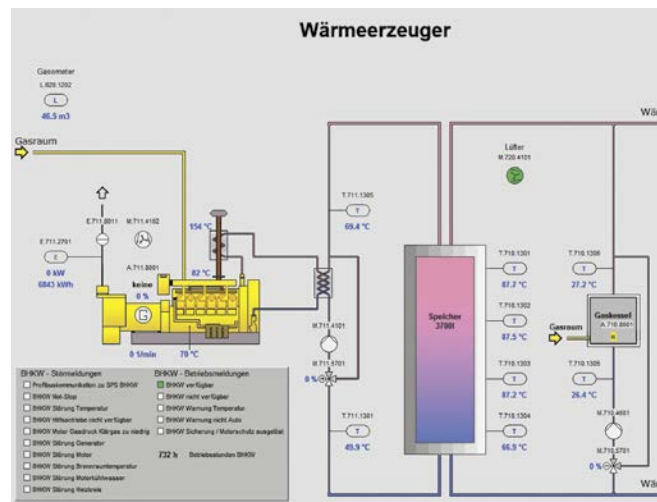 Wärmeerzeuger
Gasometer
L.620.1202
L
46.5 m3
Gasraum
Lüfter
M.720.4101
E.711.8011
M.711.4102
E.711.2701
E
0 kW
6843 kWh
A.711.8001
keine
0 %
G
154 °C
82 °C
0 1/min
70 °C
T.711.1305
T
69.4 °C
M.711.4101
M.711.5701
0 %
T.711.1301
T
49.9 °C
Speicher
3700l
T.710.1301
T
87.7 °C
T.710.1302
T
87.5 °C
T.710.1303
T
87.2 °C
T.710.1304
T
66.9 °C
T.710.1306
T
27.2 °C
Gaskessel
A.710.8001
Gasraum
T.710.1305
T
26.4 °C
M.710.4601
M.710.5701
0 %
Wär
Wär
BHKW - Störmeldungen
Profibuskommunikation zu SPS BHKW
BHKW Not-Stop
BHKW Störung Temperatur
BHKW Hilfsantriebe nicht verfügbar
BHKW Motor Gasdruck Klärgas zu niedrig
BHKW Störung Generator
BHKW Störung Motor
BHKW Störung Brennraumtemperatur
BHKW Störung Motorkühlwasser
BHKW Störung Heizkreis
BHKW - Betriebsmeldungen
BHKW verfügbar
BHKW nicht verfügbar
BHKW Warnung Temperatur
BHKW Warnung nicht Auto
BHKW Sicherung / Motorschutz ausgelöst
732 h Betriebsstunden BHKW